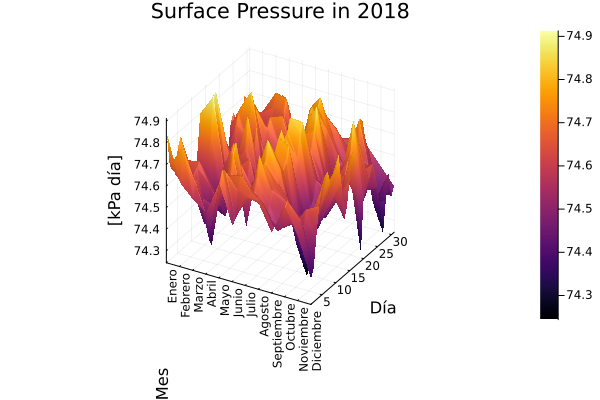 Surface Pressure in 2018
74.9
74.8
74.7
74.6
74.5
74.4
74.3
[kPa día]
Enero
Febrero
Marzo
Abril
Mayo
Junio
Julio
Agosto
Septiembre
Octubre
Noviembre
Diciembre
Mes
5
10
15
20
25
30
Día
74.9
74.8
74.7
74.6
74.5
74.4
74.3